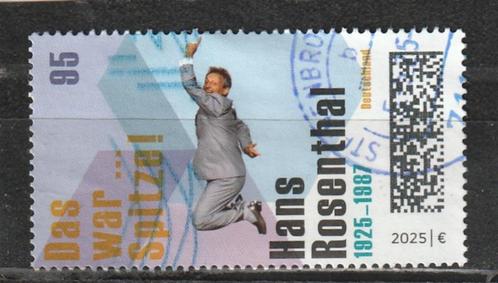 95
Das
war ...
spitze!
Hans
Rosenthal
1925–1987
Deutschland
2025 | €